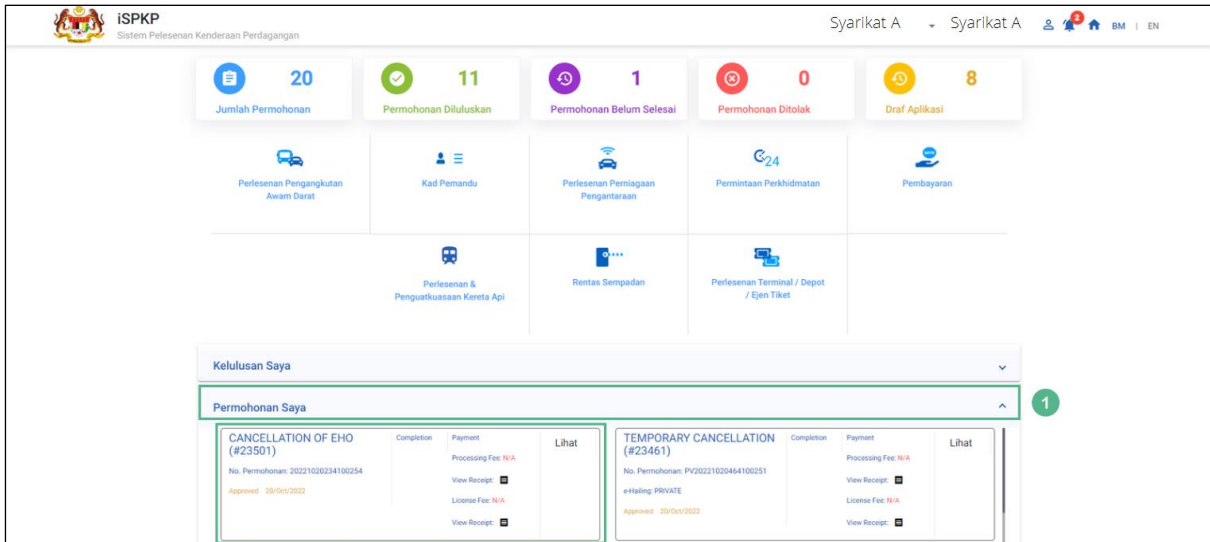 iSPKP
Sistem Pelesenan Kenderaan Perdagangan
Syarikat A
Syarikat A
2
BM | EN
20
Jumlah Permohonan
11
Permohonan Diluluskan
1
Permohonan Belum Selesai
0
Permohonan Ditolak
8
Draf Aplikasi
Perlesenan Pengangkutan
Awam Darat
Kad Pemandu
Perlesenan Perniagaan
Pengantaraan
24
Permintaan Perkhidmatan
Pembayaran
Perlesenan &
Penguatkuasaan Kereta Api
Rentas Sempadan
Perlesenan Terminal / Depot
/ Ejen Tiket
Kelulusan Saya
Permohonan Saya
1
CANCELLATION OF EHO
(#23501)
No. Permohonan: 20221020234100254
Approved 20/Oct/2022
Completion
Payment
Processing Fee: N/A
View Receipt:
License Fee: N/A
View Receipt:
Lihat
TEMPORARY CANCELLATION
(#23461)
No. Permohonan: PV20221020464100251
e-Hailing: PRIVATE
Approved 20/Oct/2022
Completion
Payment
Processing Fee: N/A
View Receipt:
License Fee: N/A
View Receipt:
Lihat